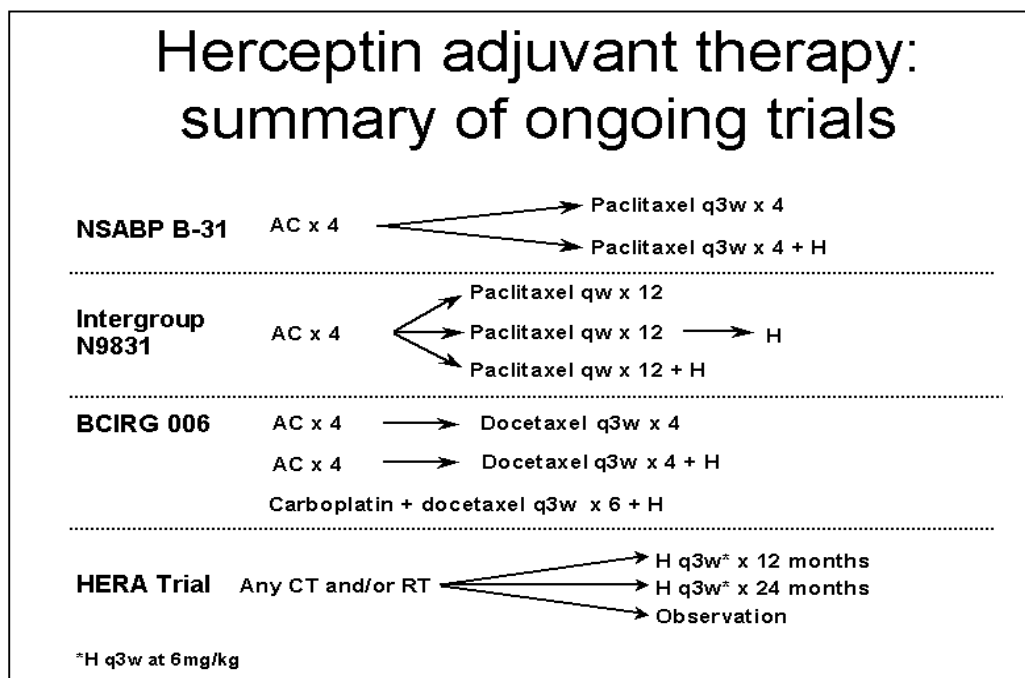 Herceptin adjuvant therapy:
summary of ongoing trials
NSABP B-31
AC x 4
Paclitaxel q3w x 4
Paclitaxel q3w x 4 + H
Intergroup
N9831
AC x 4
Paclitaxel qw x 12
Paclitaxel qw x 12
H
Paclitaxel qw x 12 + H
BCIRG 006
AC x 4
Docetaxel q3w x 4
AC x 4
Docetaxel q3w x 4 + H
Carboplatin + docetaxel q3w x 6 + H
HERA Trial
Any CT and/or RT
H q3w* x 12 months
H q3w* x 24 months
Observation
*H q3w at 6mg/kg